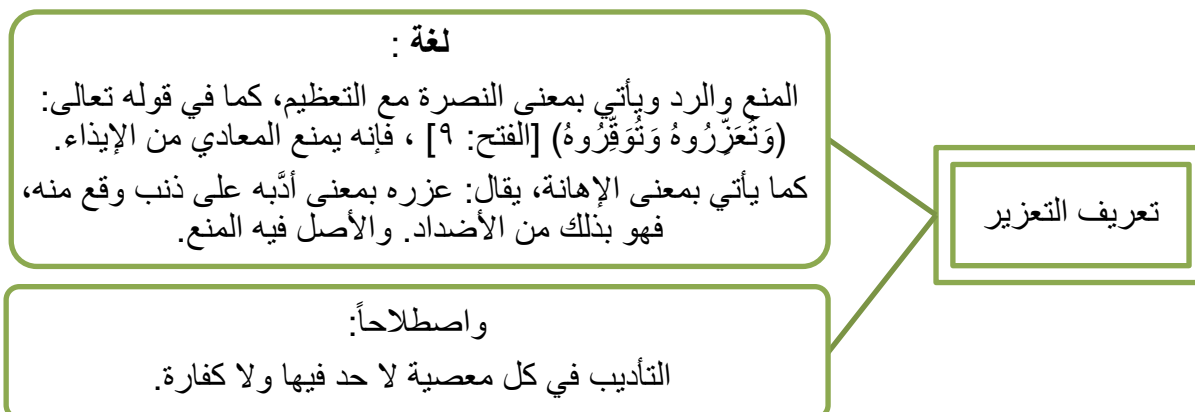 تعريف التعزير
لغة :
المنع والرد ويأتي بمعنى النصرة مع التعظيم، كما في قوله تعالى:
(وَتُعَزِّرُوهُ وَتُوَقِّرُوهُ) [الفتح: ٩] ، فإنه يمنع المعادي من الإيذاء.
كما يأتي بمعنى الإهانة، يقال: عزره بمعنى أدَّبه على ذنب وقع منه،
فهو بذلك من الأضداد. والأصل فيه المنع.
واصطلاحاً:
التأديب في كل معصية لا حد فيها ولا كفارة.